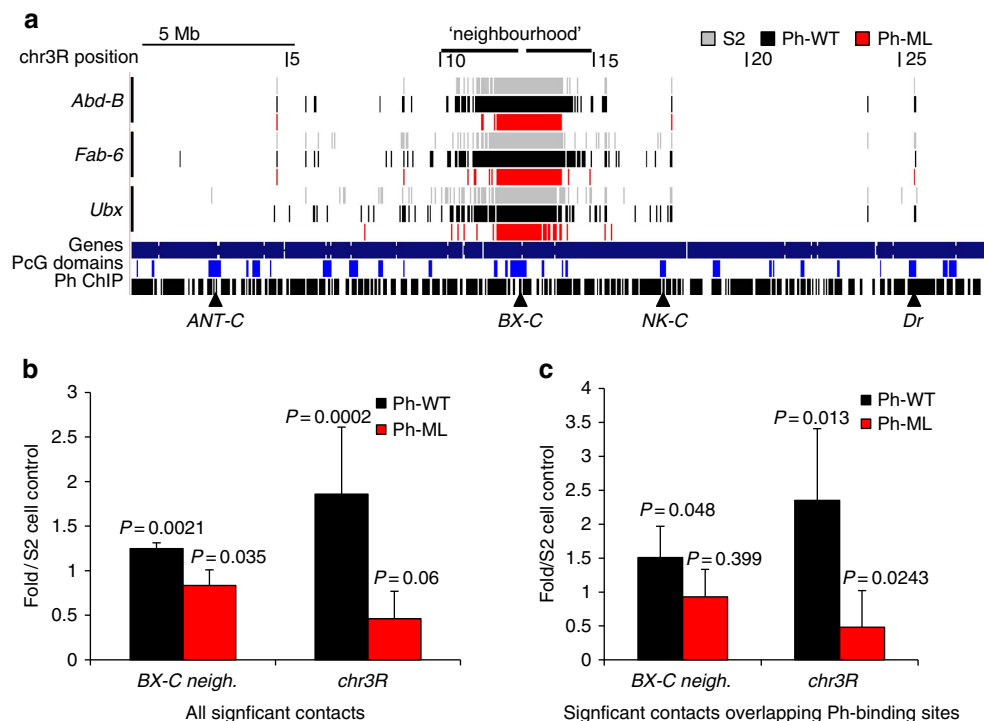 a
5 Mb
'neighbourhood'
S2 Ph-WT Ph-ML
chr3R position
5 10 15 20 25
Abd-B
Fab-6
Ubx
Genes
PcG domains
Ph ChIP
ANT-C BX-C NK-C Dr
b
3
2.5
2
1.5
1
0.5
0
Fold / S2 cell control
Ph-WT
Ph-ML
P = 0.0002
P = 0.0021
P = 0.035
P = 0.06
BX-C neigh. chr3R
All signficant contacts
c
4
3.5
3
2.5
2
1.5
1
0.5
0
Fold/S2 cell control
Ph-WT
Ph-ML
P = 0.013
P = 0.048
P = 0.399
P = 0.0243
BX-C neigh. chr3R
Signficant contacts overlapping Ph-binding sites